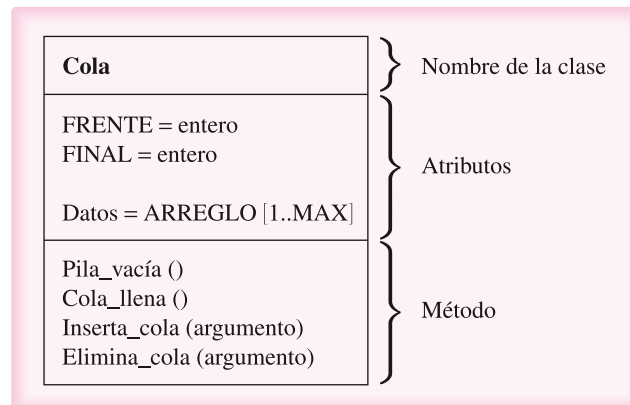 Cola
Nombre de la clase
FRENTE = entero
FINAL = entero
Datos = ARREGLO [1..MAX]
Atributos
Pila_vacía ()
Cola_llena ()
Inserta_cola (argumento)
Elimina_cola (argumento)
Método